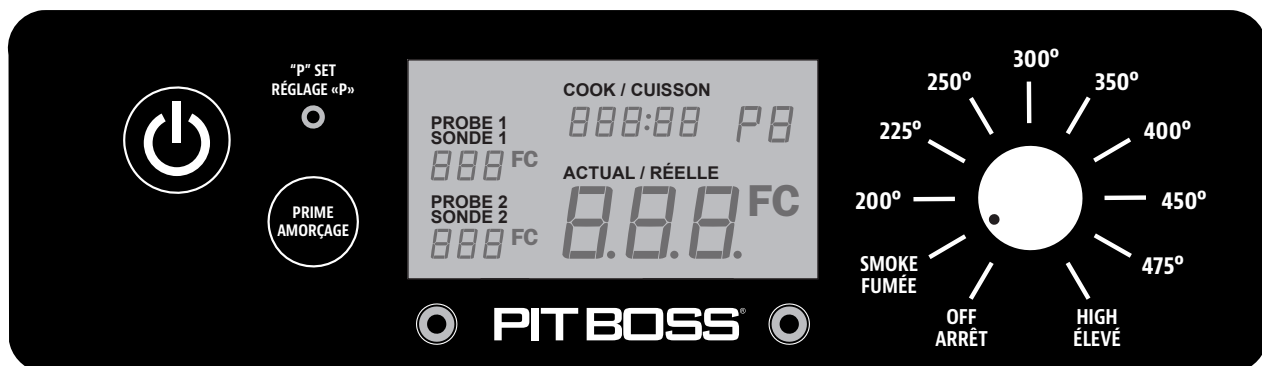 “P” SET
RÉGLAGE «P»
PRIME
AMORÇAGE
PROBE 1
SONDE 1
888 FC
PROBE 2
SONDE 2
888 FC
COOK / CUISSON
888:88 P8
ACTUAL / RÉELLE
8.8.8. FC
PIT BOSS®
OFF
ARRÊT
SMOKE
FUMÉE
200º
225º
250º
300º
350º
400º
450º
475º
HIGH
ÉLEVÉ